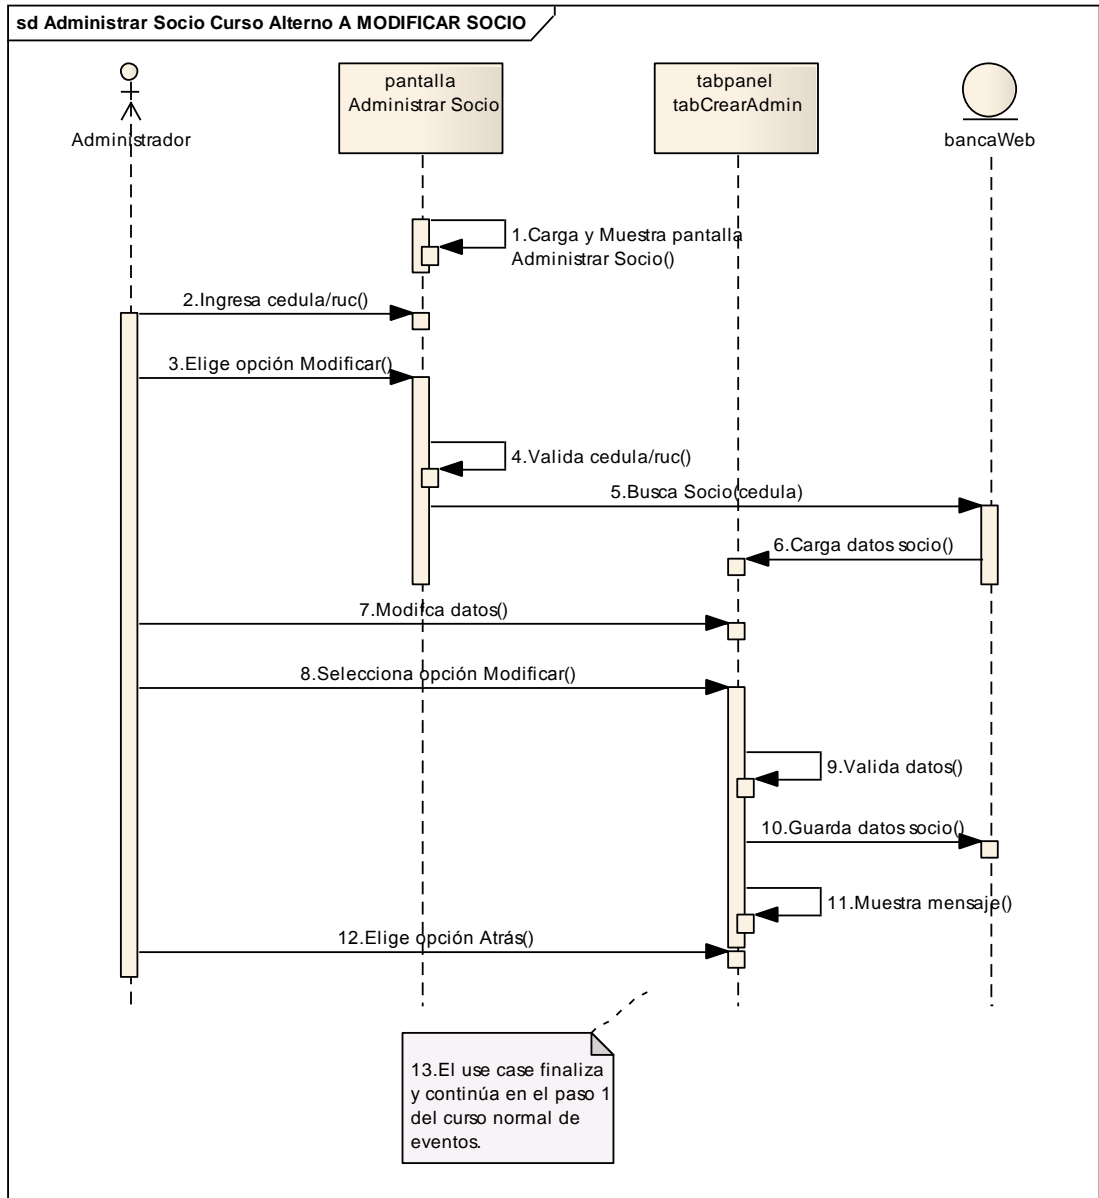 sd Administrar Socio Curso Alterno A MODIFICAR SOCIO
Administrador
pantalla
Administrar Socio
tabpanel
tabCrearAdmin
bancaWeb
1.Carga y Muestra pantalla
Administrar Socio()
2.Ingresa cedula/ruc()
3.Elige opción Modificar()
4.Valida cedula/ruc()
5.Busca Socio(cedula)
6.Carga datos socio()
7.Modifca datos()
8.Selecciona opción Modificar()
9.Valida datos()
10.Guarda datos socio()
11.Muestra mensaje()
12.Elige opción Atrás()
13.El use case finaliza
y continúa en el paso 1
del curso normal de
eventos.